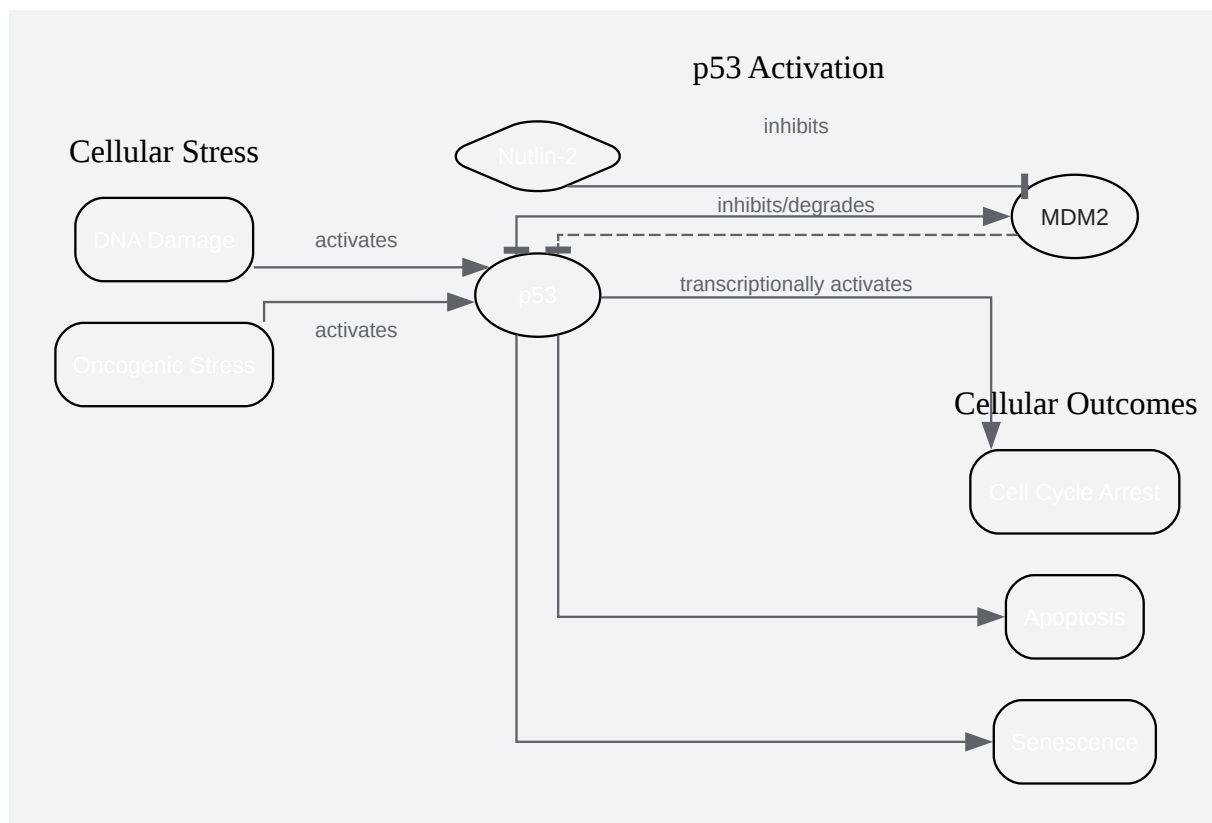 p53 Activation
inhibits
Cellular Stress
Nutlin-2
inhibits/degrades
MDM2
DNA Damage
activates
transcriptionally activates
p53
activates
Oncogenic Stress
Cellular Outcomes
Cell Cycle Arrest
Apoptosis
Senescence